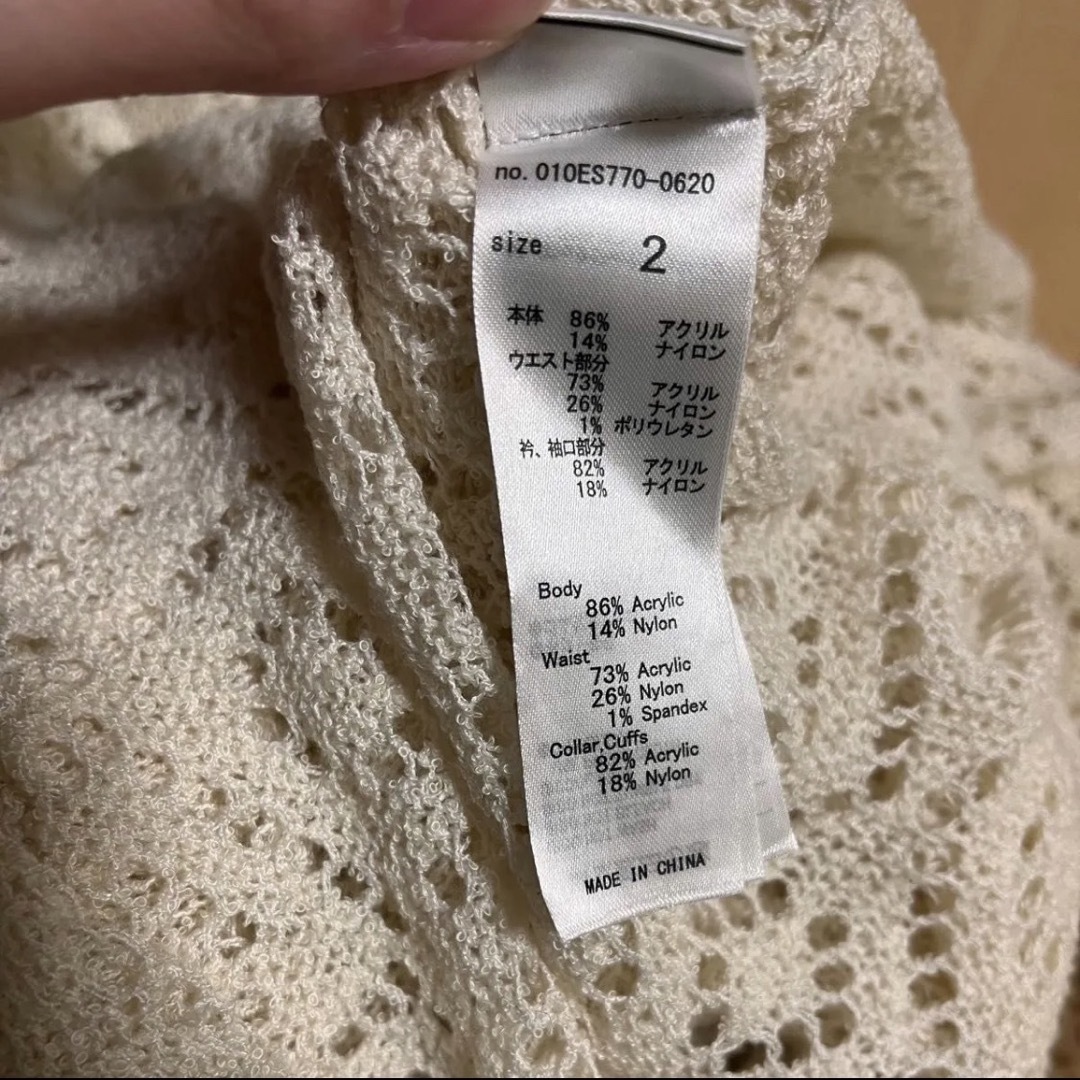 no. 010ES770-0620
size 2
本体 86% アクリル
14% ナイロン
ウエスト部分
73% アクリル
26% ナイロン
1% ポリウレタン
衿、袖口部分
82% アクリル
18% ナイロン
Body
86% Acrylic
14% Nylon
Waist
73% Acrylic
26% Nylon
1% Spandex
Collar,Cuffs
82% Acrylic
18% Nylon
MADE IN CHINA